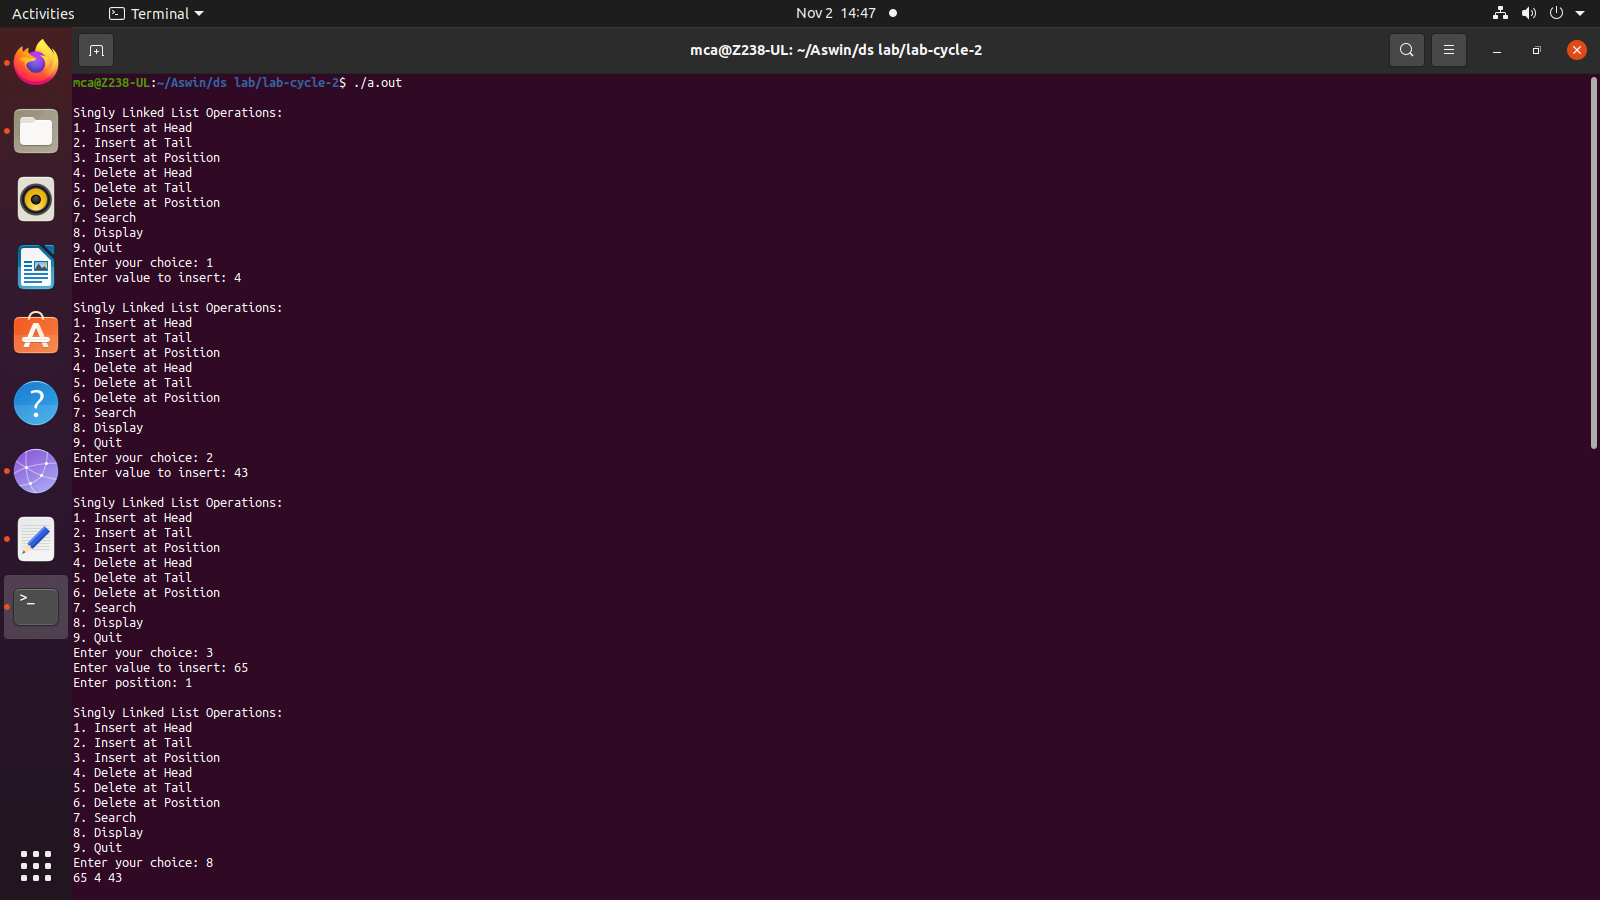 Activities
Terminal
Nov 2 14:47
mca@Z238-UL: ~/Aswin/ds lab/lab-cycle-2
mca@Z238-UL:~/Aswin/ds lab/lab-cycle-2$ ./a.out
Singly Linked List Operations:
1. Insert at Head
2. Insert at Tail
3. Insert at Position
4. Delete at Head
5. Delete at Tail
6. Delete at Position
7. Search
8. Display
9. Quit
Enter your choice: 1
Enter value to insert: 4
Singly Linked List Operations:
1. Insert at Head
2. Insert at Tail
3. Insert at Position
4. Delete at Head
5. Delete at Tail
6. Delete at Position
7. Search
8. Display
9. Quit
Enter your choice: 2
Enter value to insert: 43
Singly Linked List Operations:
1. Insert at Head
2. Insert at Tail
3. Insert at Position
4. Delete at Head
5. Delete at Tail
6. Delete at Position
7. Search
8. Display
9. Quit
Enter your choice: 3
Enter value to insert: 65
Enter position: 1
Singly Linked List Operations:
1. Insert at Head
2. Insert at Tail
3. Insert at Position
4. Delete at Head
5. Delete at Tail
6. Delete at Position
7. Search
8. Display
9. Quit
Enter your choice: 8
65 4 43